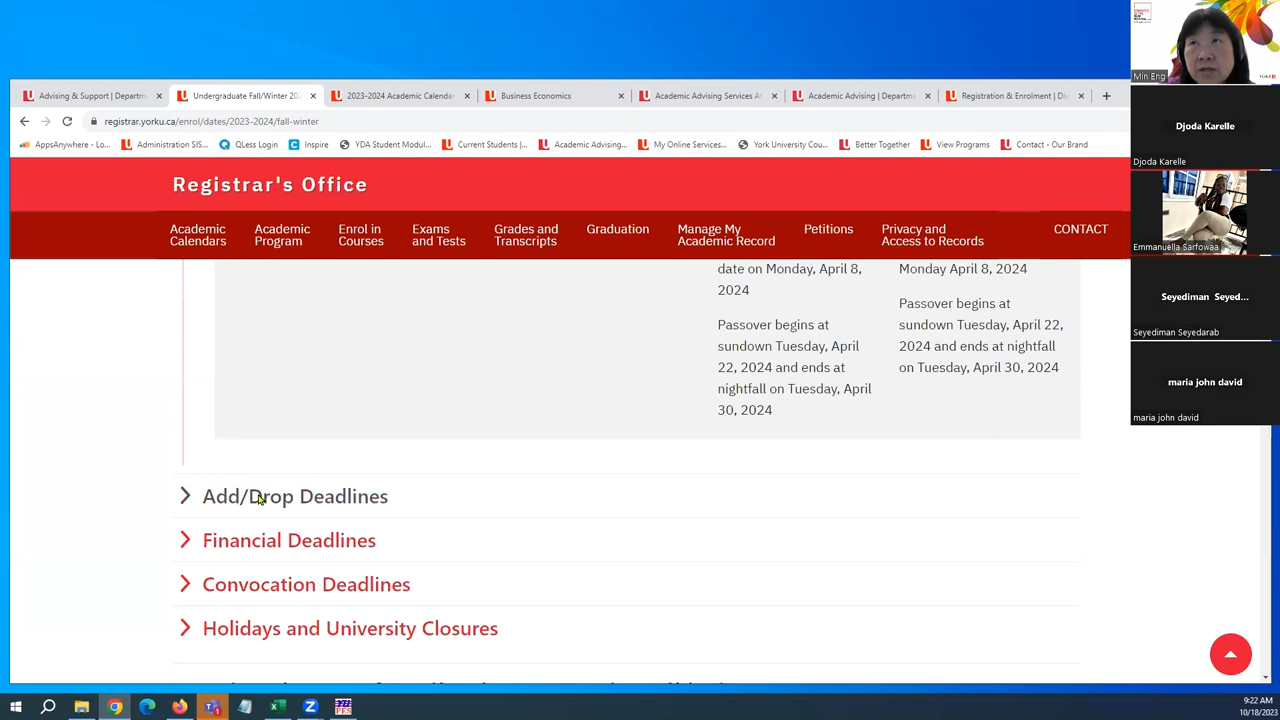 Min Eng
Advising & Support | Departm
Undergraduate Fall/Winter 202
2023-2024 Academic Calenda
Business Economics
Academic Advising Services A
Academic Advising | Departme
Registration & Enrolment | Di
registrar.yorku.ca/enrol/dates/2023-2024/fall-winter
AppsAnywhere - Lo...
Administration SIS...
QLess Login
Inspire
YDA Student Modul...
Current Students |...
Academic Advising...
My Online Services...
York University Cou...
Better Together
View Programs
Contact - Our Brand
Registrar's Office
Academic
Calendars
Academic
Program
Enrol in
Courses
Exams
and Tests
Grades and
Transcripts
Graduation
Manage My
Academic Record
Petitions
Privacy and
Access to Records
CONTACT
date on Monday, April 8,
2024
Passover begins at
sundown Tuesday, April
22, 2024 and ends at
nightfall on Tuesday, April
30, 2024
Monday April 8, 2024
Passover begins at
sundown Tuesday, April 22,
2024 and ends at nightfall
on Tuesday, April 30, 2024
Add/Drop Deadlines
Financial Deadlines
Convocation Deadlines
Holidays and University Closures
Djoda Karelle
Djoda Karelle
Emmanuella Sarfowaa
Seyediman Seyed...
Seyediman Seyedarab
maria john david
maria john david
9:22 AM
10/18/2023